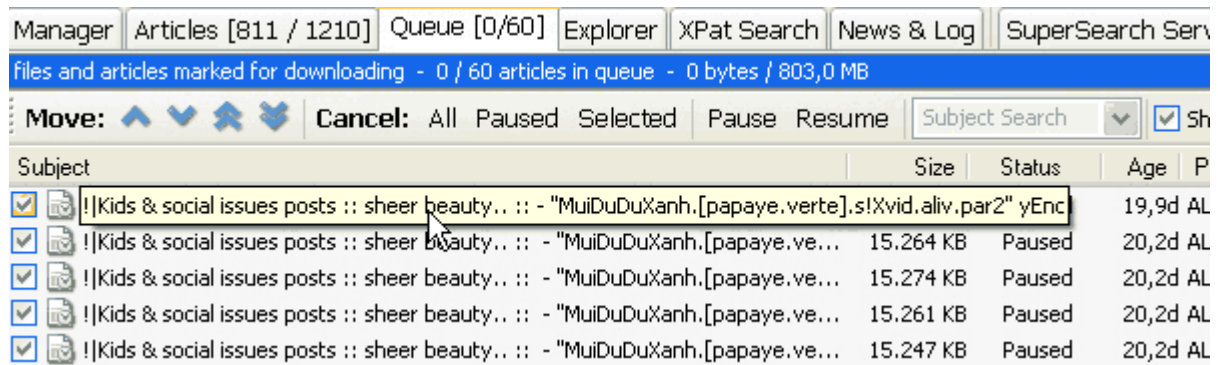 Manager Articles [811 / 1210] Queue [0/60] Explorer XPat Search News & Log SuperSearch Serv
files and articles marked for downloading - 0 / 60 articles in queue - 0 bytes / 803,0 MB
Move: Cancel: All Paused Selected Pause Resume Subject Search Sh
Subject Size Status Age P
!|Kids & social issues posts :: sheer beauty.. :: - "MuiDuDuXanh.[papaye.verte].s!Xvid.aliv.par2" yEnc 19,9d AL
!|Kids & social issues posts :: sheer beauty.. :: - "MuiDuDuXanh.[papaye.ve... 15.264 KB Paused 20,2d AL
!|Kids & social issues posts :: sheer beauty.. :: - "MuiDuDuXanh.[papaye.ve... 15.274 KB Paused 20,2d AL
!|Kids & social issues posts :: sheer beauty.. :: - "MuiDuDuXanh.[papaye.ve... 15.261 KB Paused 20,2d AL
!|Kids & social issues posts :: sheer beauty.. :: - "MuiDuDuXanh.[papaye.ve... 15.247 KB Paused 20,2d AL